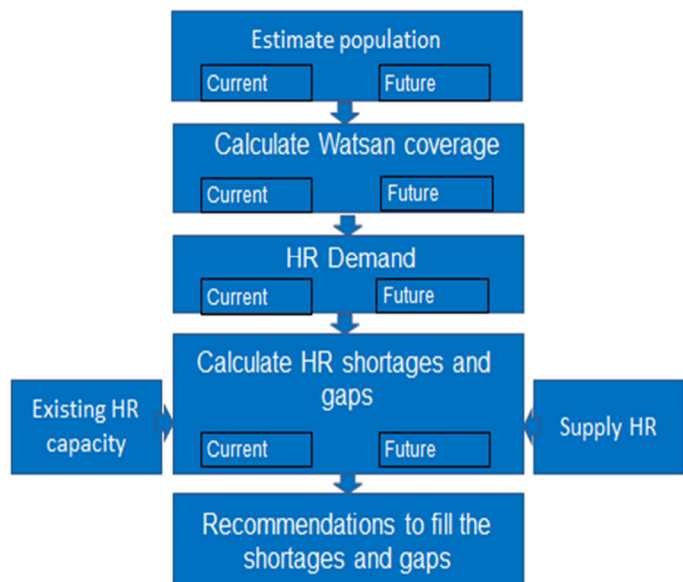 Estimate population
Current Future
Calculate Watsan coverage
Current Future
HR Demand
Current Future
Calculate HR shortages and
gaps
Existing HR
capacity
Current Future
Supply HR
Recommendations to fill the
shortages and gaps